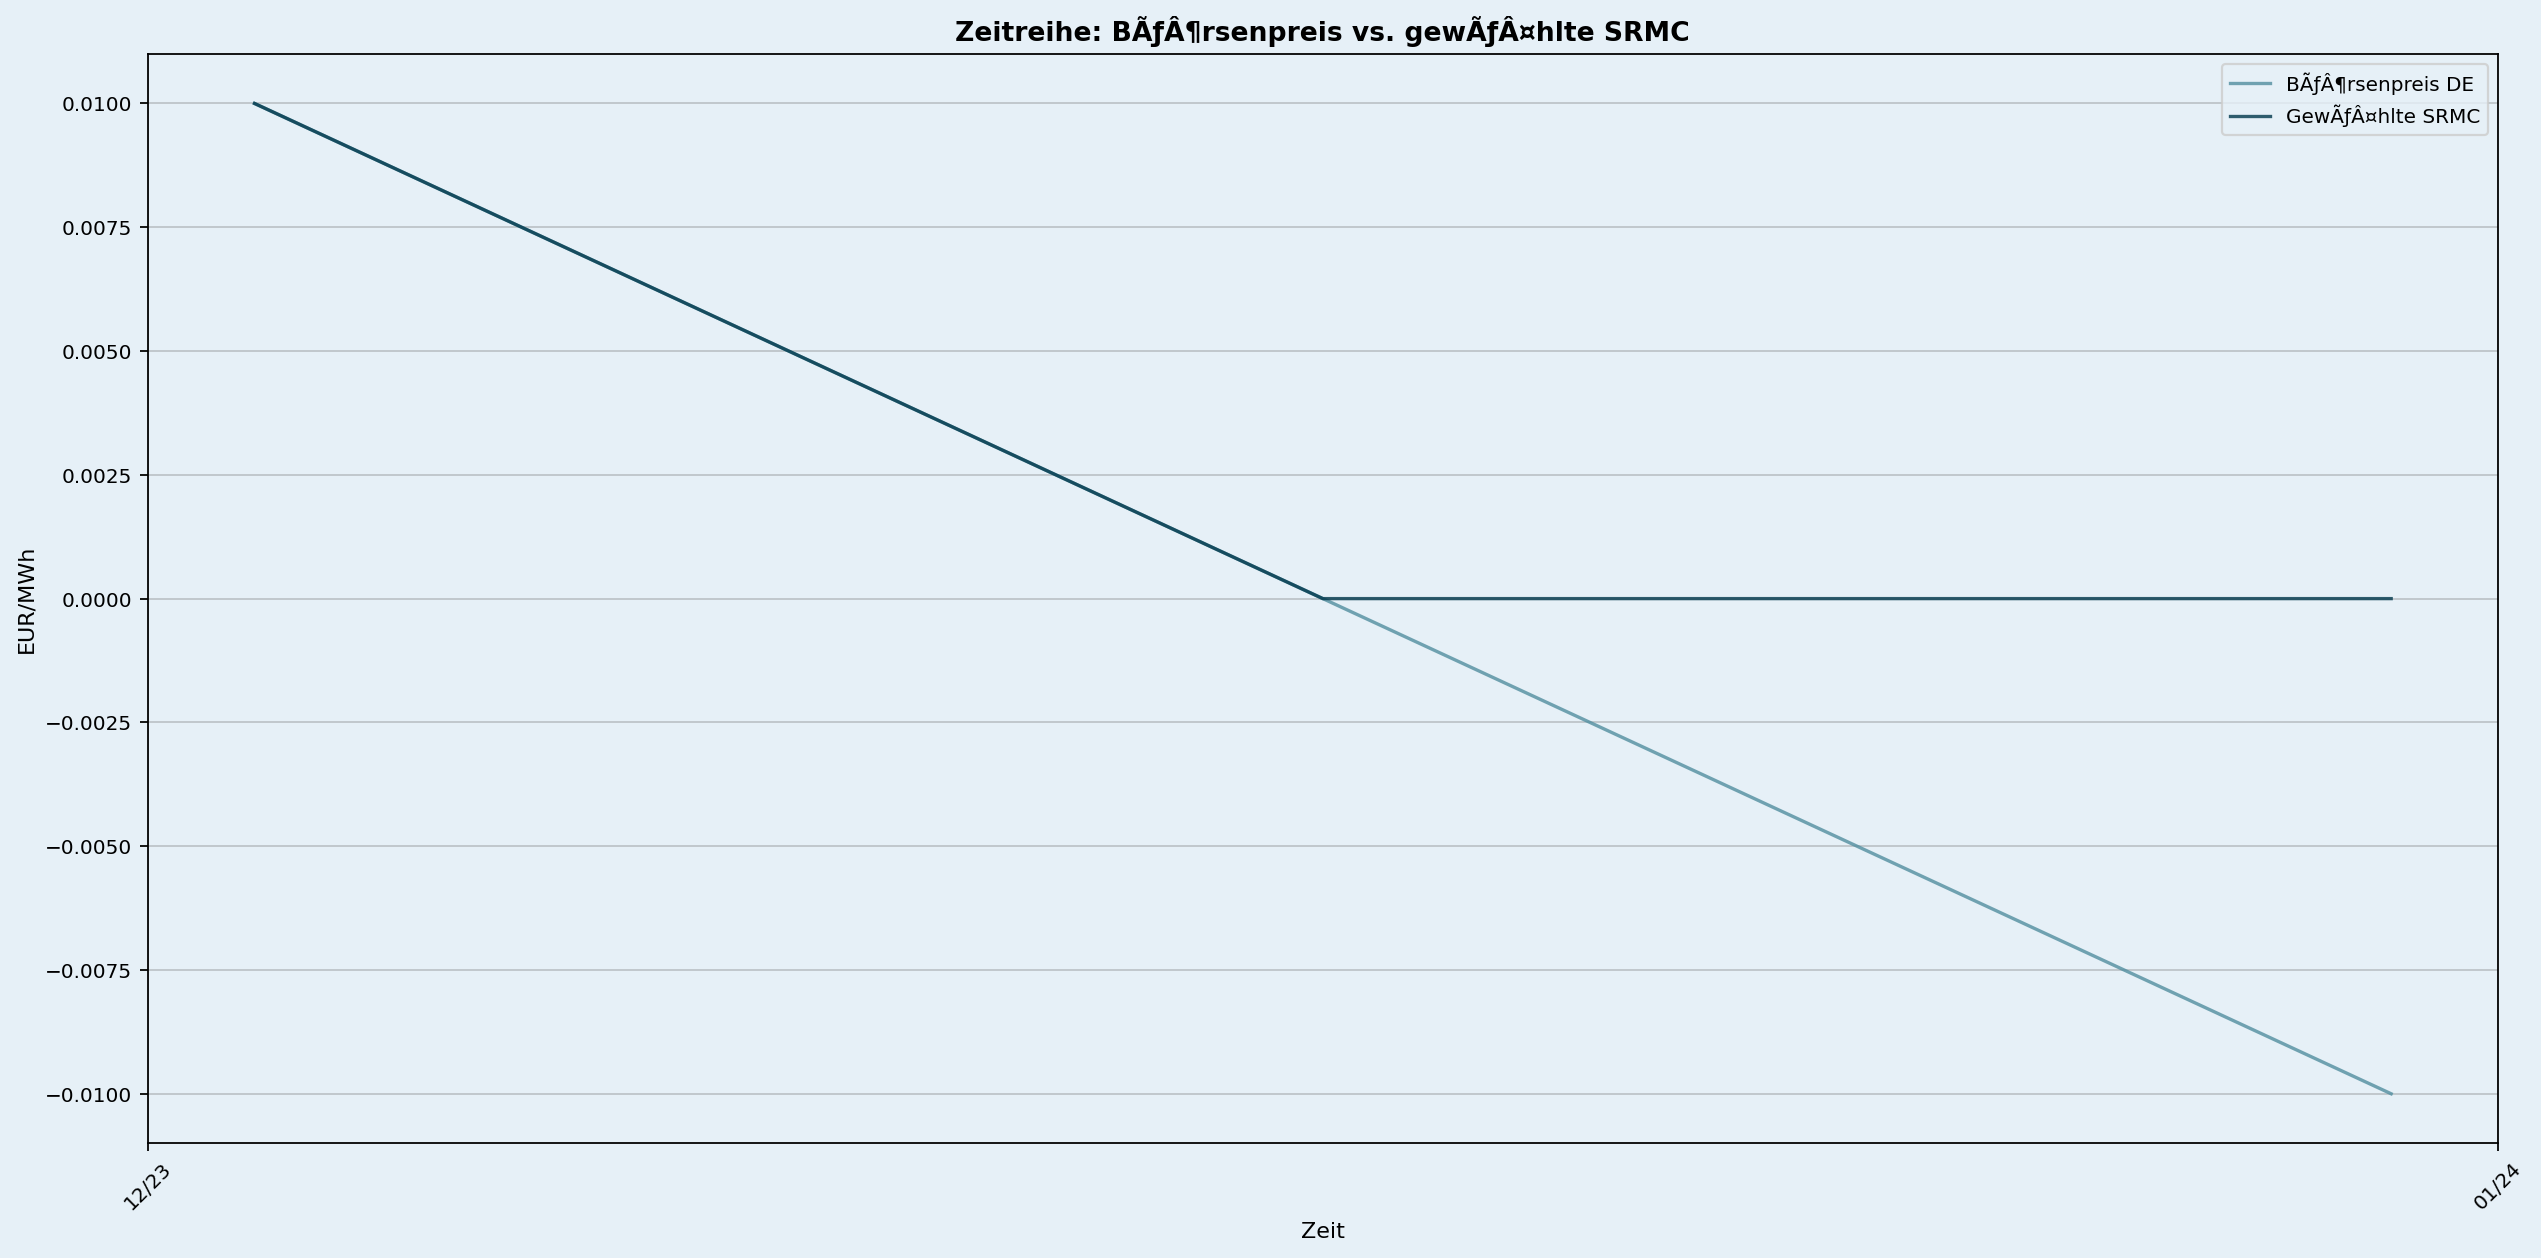 Zeitreihe: BÃƒÂ¶rsenpreis vs. gewÃƒÂ¤hlte SRMC
BÃƒÂ¶rsenpreis DE
GewÃƒÂ¤hlte SRMC
0.0100
0.0075
0.0050
0.0025
0.0000
−0.0025
−0.0050
−0.0075
−0.0100
EUR/MWh
12/23
01/24
Zeit